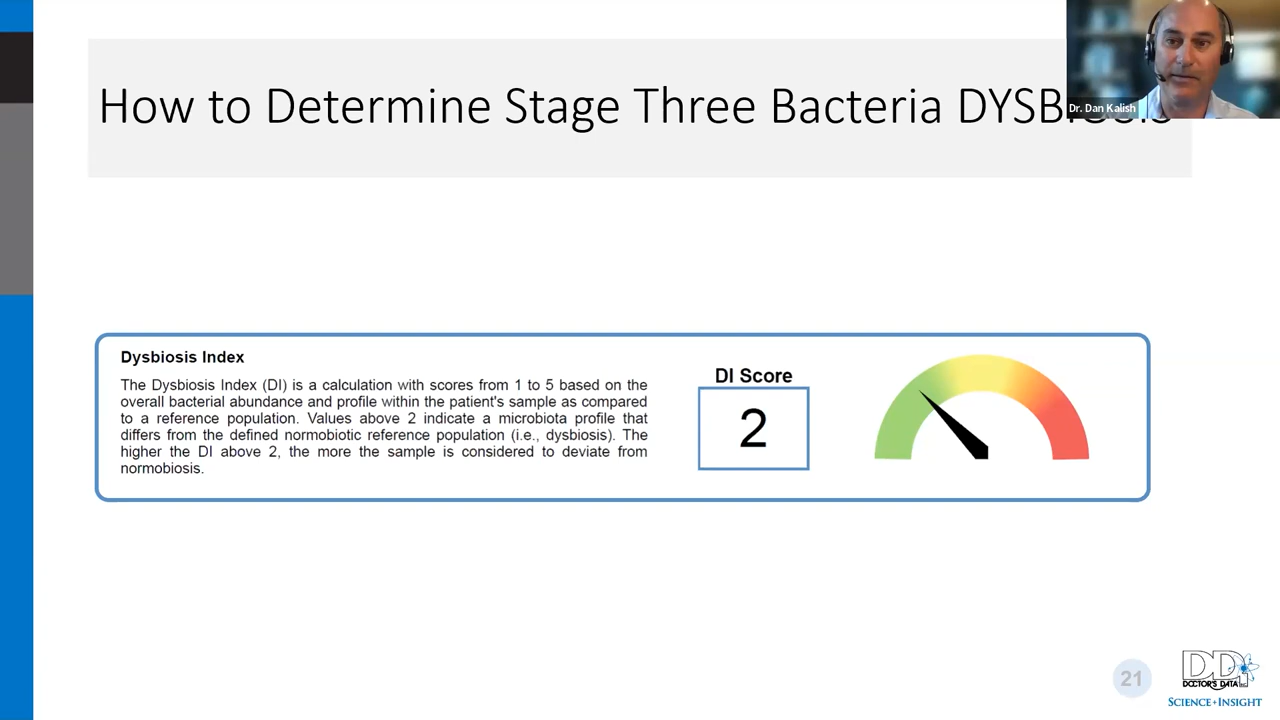 How to Determine Stage Three Bacteria
Dr. Dan Kalish
Dysbiosis Index
The Dysbiosis Index (DI) is a calculation with scores from 1 to 5 based on the
overall bacterial abundance and profile within the patient's sample as compared
to a reference population. Values above 2 indicate a microbiota profile that
differs from the defined normobiotic reference population (i.e., dysbiosis). The
higher the DI above 2, the more the sample is considered to deviate from
normobiosis.
DI Score
2
21
DDI
DOCTOR'S DATA
SCIENCE + INSIGHT